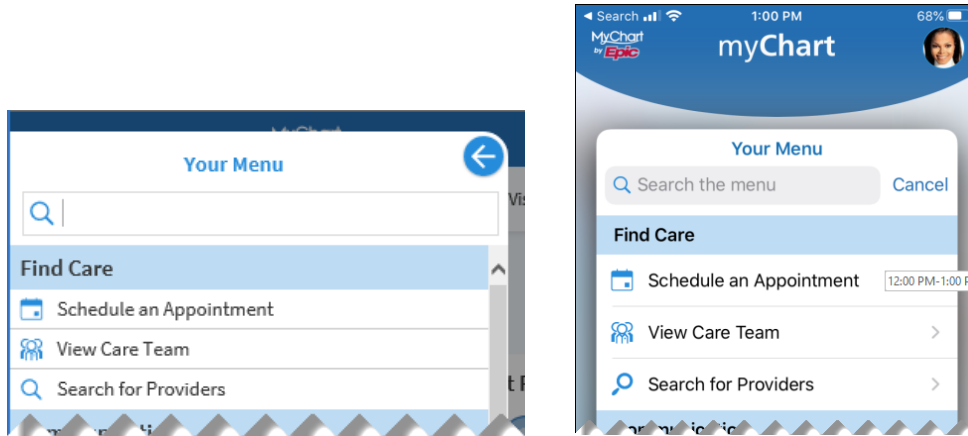 MyChart
Your Menu
Vis
Find Care
Schedule an Appointment
View Care Team
Search for Providers
t
Search
1:00 PM
68%
MyChart
by Epic
myChart
Your Menu
Search the menu
Cancel
Find Care
Schedule an Appointment
12:00 PM-1:00 P
View Care Team
Search for Providers